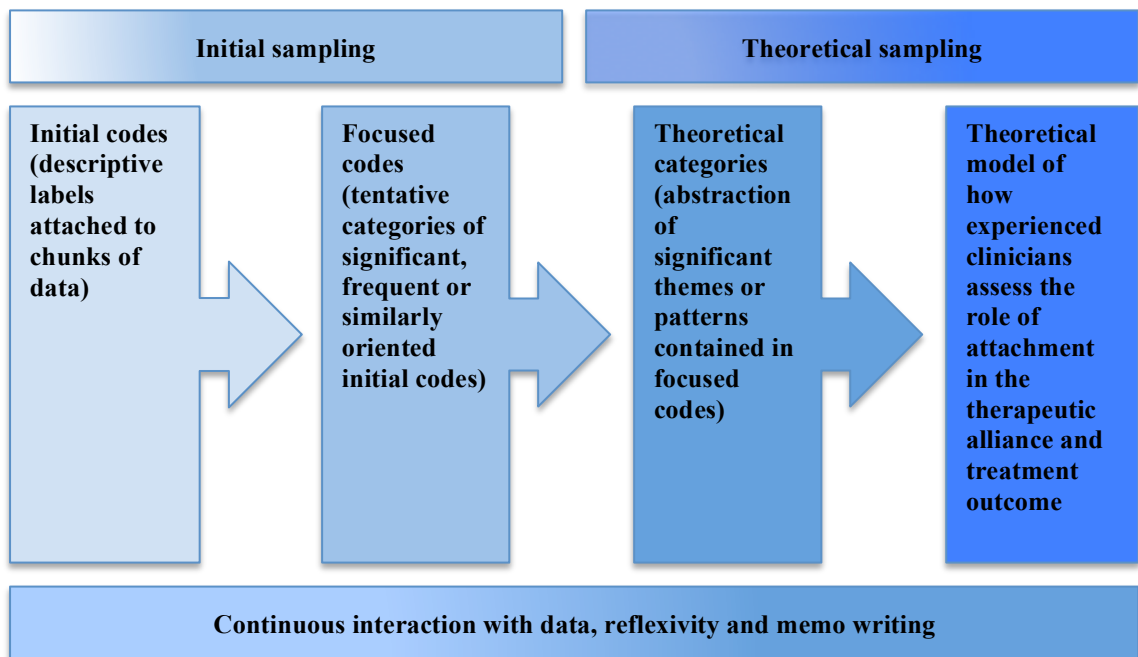 Initial sampling
Theoretical sampling
Initial codes
(descriptive
labels
attached to
chunks of
data)
Focused
codes
(tentative
categories of
significant,
frequent or
similarly
oriented
initial codes)
Theoretical
categories
(abstraction
of
significant
themes or
patterns
contained in
focused
codes)
Theoretical
model of
how
experienced
clinicians
assess the
role of
attachment
in the
therapeutic
alliance and
treatment
outcome
Continuous interaction with data, reflexivity and memo writing